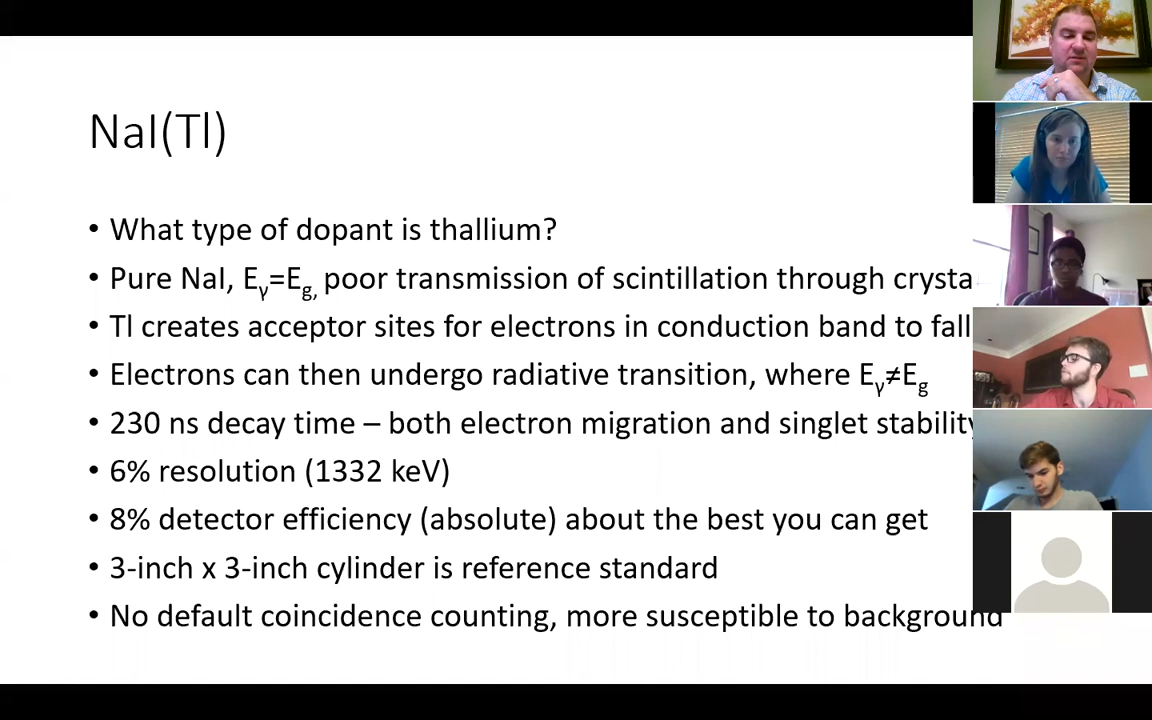 NaI(Tl)
• What type of dopant is thallium?
• Pure NaI, Eγ=Eg, poor transmission of scintillation through crysta
• Tl creates acceptor sites for electrons in conduction band to fall
• Electrons can then undergo radiative transition, where Eγ≠Eg
• 230 ns decay time – both electron migration and singlet stability
• 6% resolution (1332 keV)
• 8% detector efficiency (absolute) about the best you can get
• 3-inch x 3-inch cylinder is reference standard
• No default coincidence counting, more susceptible to background